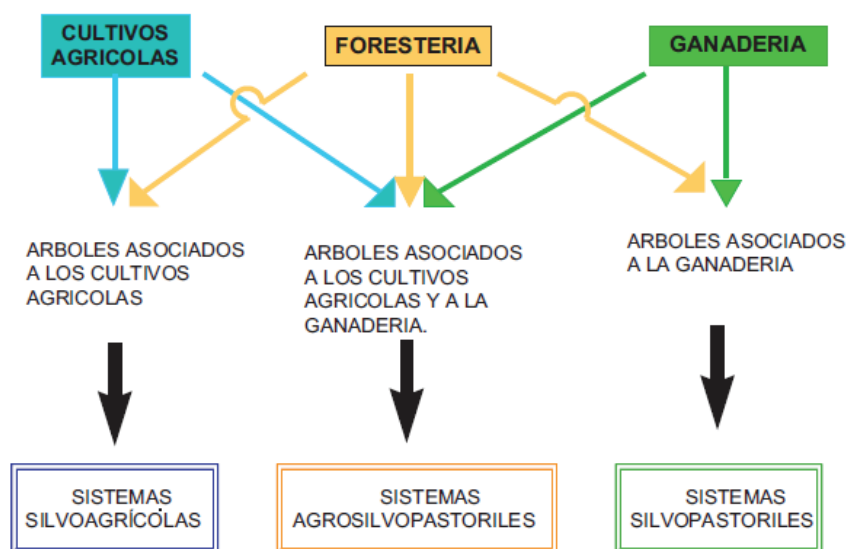 CULTIVOS
AGRICOLAS
FORESTERIA
GANADERIA
ARBOLES ASOCIADOS
A LOS CULTIVOS
AGRICOLAS
ARBOLES ASOCIADOS
A LOS CULTIVOS
AGRICOLAS Y A LA
GANADERIA.
ARBOLES ASOCIADOS
A LA GANADERIA
SISTEMAS
SILVOAGRÍCOLAS
SISTEMAS
AGROSILVOPASTORILES
SISTEMAS
SILVOPASTORILES